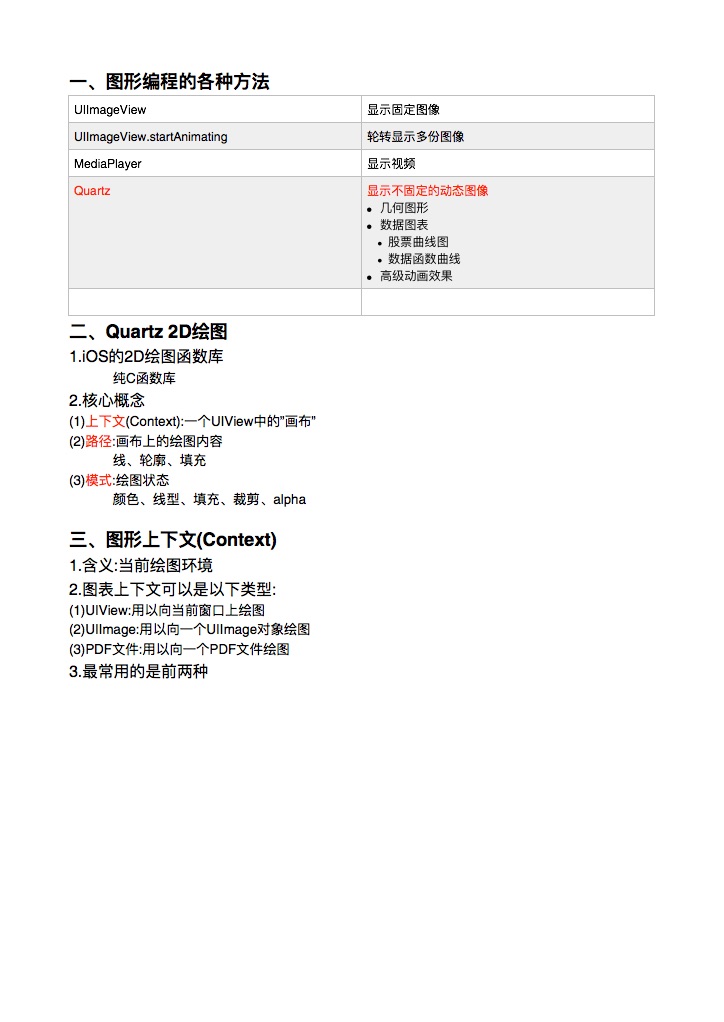 一、图形编程的各种方法
UIImageView
显示固定图像
UIImageView.startAnimating
轮转显示多份图像
MediaPlayer
显示视频
Quartz
显示不固定的动态图像
• 几何图形
• 数据图表
• 股票曲线图
• 数据函数曲线
• 高级动画效果
二、Quartz 2D绘图
1.iOS的2D绘图函数库
纯C函数库
2.核心概念
(1)上下文(Context):一个UIView中的”画布”
(2)路径:画布上的绘图内容
线、轮廓、填充
(3)模式:绘图状态
颜色、线型、填充、裁剪、alpha
三、图形上下文(Context)
1.含义:当前绘图环境
2.图表上下文可以是以下类型:
(1)UIView:用以向当前窗口上绘图
(2)UIImage:用以向一个UIImage对象绘图
(3)PDF文件:用以向一个PDF文件绘图
3.最常用的是前两种